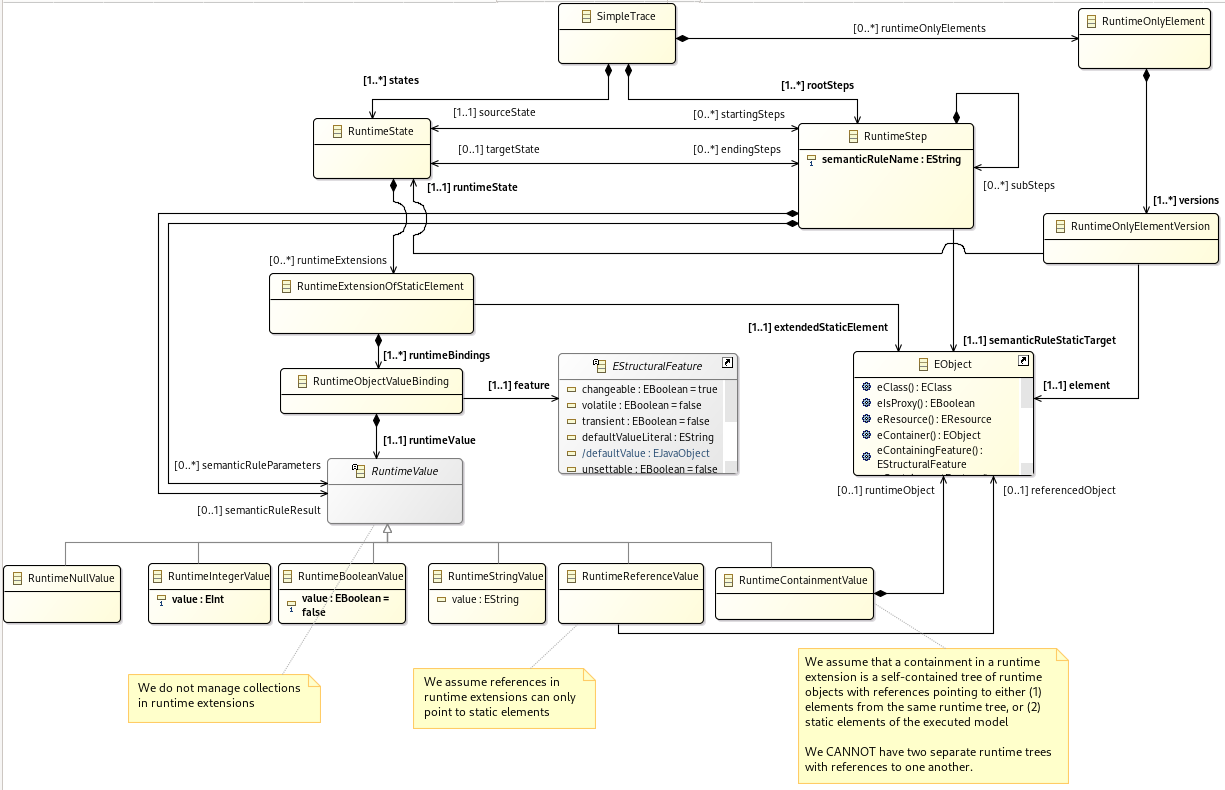 SimpleTrace
RuntimeOnlyElement
[0..*] runtimeOnlyElements
[1..*] states
[1..*] rootSteps
[1..1] sourceState
[0..*] startingSteps
RuntimeState
RuntimeStep
[0..1] targetState
[0..*] endingSteps
semanticRuleName : EString
[1..1] runtimeState
[0..*] subSteps
[1..*] versions
RuntimeOnlyElementVersion
[0..*] runtimeExtensions
RuntimeExtensionOfStaticElement
[1..1] extendedStaticElement
[1..1] semanticRuleStaticTarget
[1..*] runtimeBindings
RuntimeObjectValueBinding
[1..1] feature
EStructuralFeature
changeable : EBoolean = true
volatile : EBoolean = false
transient : EBoolean = false
defaultValueLiteral : EString
/defaultValue : EJavaObject
unsettable : EBoolean = false
EObject
eClass() : EClass
eIsProxy() : EBoolean
eResource() : EResource
eContainer() : EObject
eContainingFeature() :
EStructuralFeature
[1..1] element
[1..1] runtimeValue
[0..*] semanticRuleParameters
RuntimeValue
[0..1] semanticRuleResult
[0..1] runtimeObject
[0..1] referencedObject
RuntimeNullValue
RuntimeIntegerValue
value : EInt
RuntimeBooleanValue
value : EBoolean =
false
RuntimeStringValue
value : EString
RuntimeReferenceValue
RuntimeContainmentValue
We do not manage collections
in runtime extensions
We assume references in
runtime extensions can only
point to static elements
We assume that a containment in a runtime
extension is a self-contained tree of runtime
objects with references pointing to either (1)
elements from the same runtime tree, or (2)
static elements of the executed model
We CANNOT have two separate runtime trees
with references to one another.